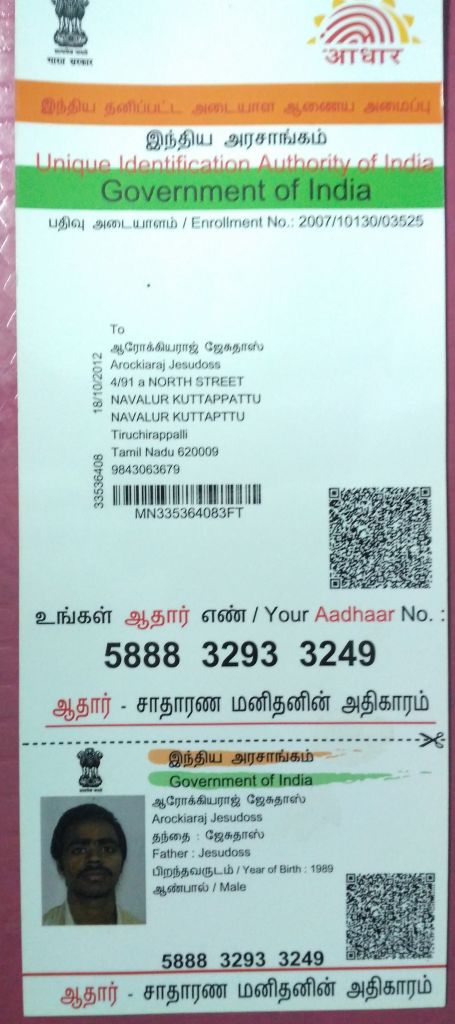 भारत सरकार
आधार
இந்திய தனிப்பட்ட அடையாள ஆணைய அமைப்பு
இந்திய அரசாங்கம்
Unique Identification Authority of India
Government of India
பதிவு அடையாளம் / Enrollment No.: 2007/10130/03525
To
ஆரோக்கியராஜ் ஜேசுதாஸ்
Arockiaraj Jesudoss
4/91 a NORTH STREET
NAVALUR KUTTAPPATTU
NAVALUR KUTTAPTTU
Tiruchirappalli
Tamil Nadu 620009
9843063679
18/10/2012
33536408
MN335364083FT
உங்கள் ஆதார் எண் / Your Aadhaar No. :
5888 3293 3249
ஆதார் - சாதாரண மனிதனின் அதிகாரம்
இந்திய அரசாங்கம்
Government of India
ஆரோக்கியராஜ் ஜேசுதாஸ்
Arockiaraj Jesudoss
தந்தை : ஜேசுதாஸ்
Father : Jesudoss
பிறந்தவருடம் / Year of Birth : 1989
ஆண்பால் / Male
5888 3293 3249
ஆதார் - சாதாரண மனிதனின் அதிகாரம்